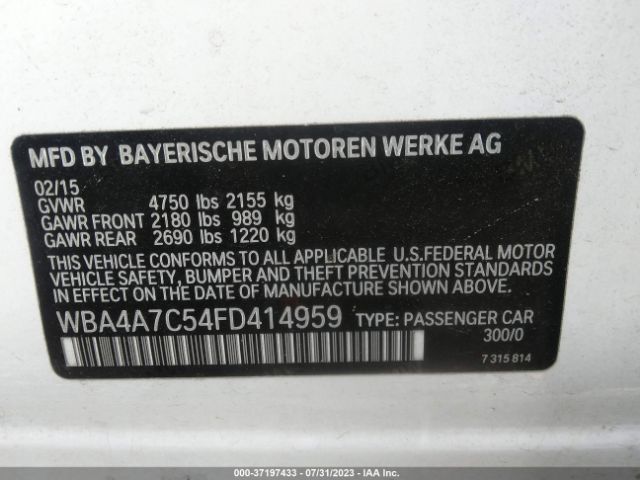 MFD BY BAYERISCHE MOTOREN WERKE AG
02/15
GVWR 4750 lbs 2155 kg
GAWR FRONT 2180 lbs 989 kg
GAWR REAR 2690 lbs 1220 kg
THIS VEHICLE CONFORMS TO ALL APPLICABLE U.S.FEDERAL MOTOR
VEHICLE SAFETY, BUMPER AND THEFT PREVENTION STANDARDS
IN EFFECT ON THE DATE OF MANUFACTURE SHOWN ABOVE.
WBA4A7C54FD414959 TYPE: PASSENGER CAR
300/0
7 315 814
000-37197433 - 07/31/2023 - IAA Inc.